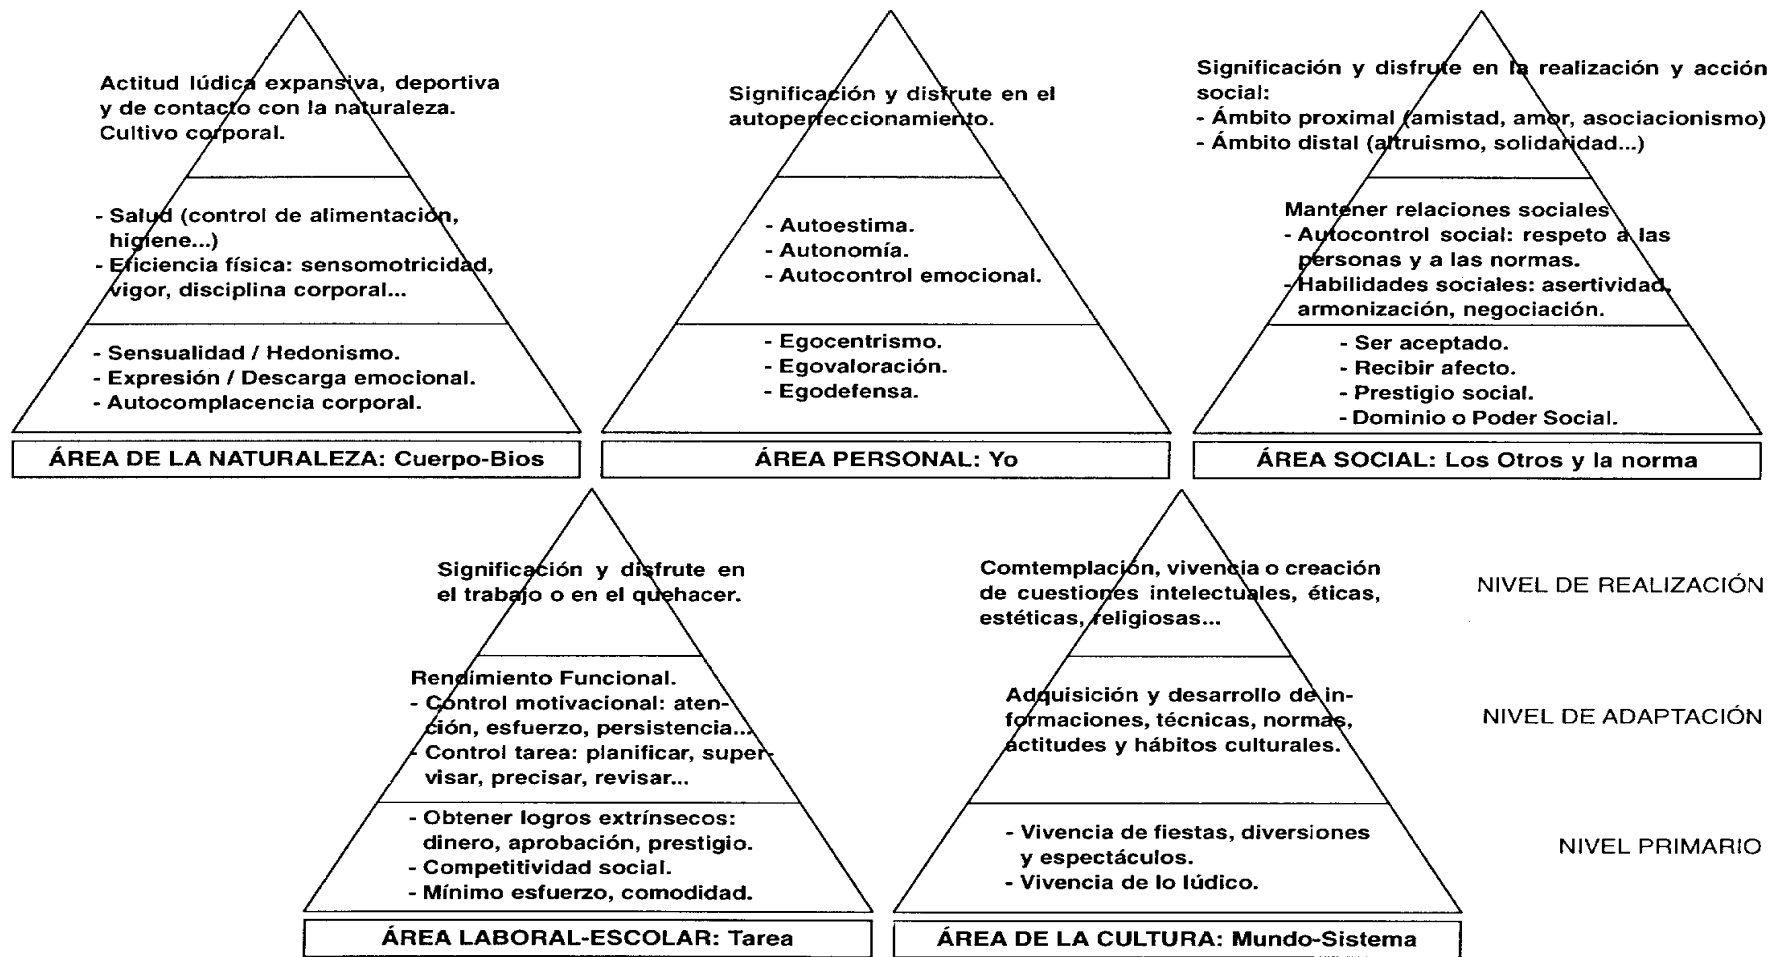 Actitud lúdica expansiva, deportiva
y de contacto con la naturaleza.
Cultivo corporal.
- Salud (control de alimentación,
higiene...)
- Eficiencia física: sensomotricidad,
vigor, disciplina corporal...
- Sensualidad / Hedonismo.
- Expresión / Descarga emocional.
- Autocomplacencia corporal.
ÁREA DE LA NATURALEZA: Cuerpo-Bios
Significación y disfrute en el
autoperfeccionamiento.
- Autoestima.
- Autonomía.
- Autocontrol emocional.
- Egocentrismo.
- Egovaloración.
- Egodefensa.
ÁREA PERSONAL: Yo
Significación y disfrute en la realización y acción
social:
- Ámbito proximal (amistad, amor, asociacionismo)
- Ámbito distal (altruismo, solidaridad...)
Mantener relaciones sociales
- Autocontrol social: respeto a las
personas y a las normas.
- Habilidades sociales: asertividad,
armonización, negociación.
- Ser aceptado.
- Recibir afecto.
- Prestigio social.
- Dominio o Poder Social.
ÁREA SOCIAL: Los Otros y la norma
Significación y disfrute en
el trabajo o en el quehacer.
Rendimiento Funcional.
- Control motivacional: aten-
ción, esfuerzo, persistencia...
- Control tarea: planificar, super-
visar, precisar, revisar...
- Obtener logros extrínsecos:
dinero, aprobación, prestigio.
- Competitividad social.
- Mínimo esfuerzo, comodidad.
ÁREA LABORAL-ESCOLAR: Tarea
Comtemplación, vivencia o creación
de cuestiones intelectuales, éticas,
estéticas, religiosas...
Adquisición y desarrollo de in-
formaciones, técnicas, normas,
actitudes y hábitos culturales.
- Vivencia de fiestas, diversiones
y espectáculos.
- Vivencia de lo lúdico.
ÁREA DE LA CULTURA: Mundo-Sistema
NIVEL DE REALIZACIÓN
NIVEL DE ADAPTACIÓN
NIVEL PRIMARIO